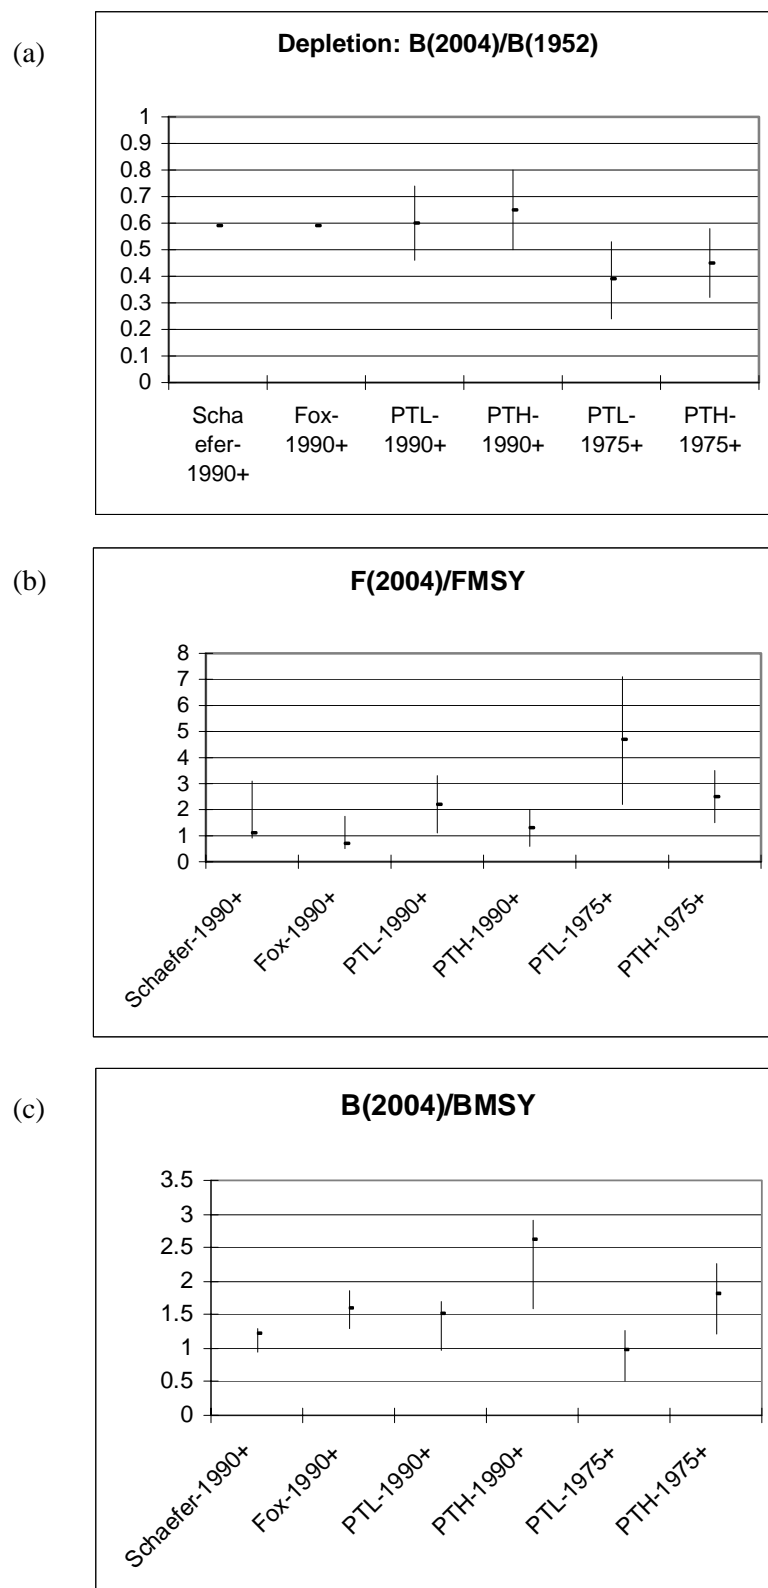 (a)
Depletion: B(2004)/B(1952)
1
0.9
0.8
0.7
0.6
0.5
0.4
0.3
0.2
0.1
0
Scha
efer-
1990+
Fox-
1990+
PTL-
1990+
PTH-
1990+
PTL-
1975+
PTH-
1975+
(b)
F(2004)/FMSY
8
7
6
5
4
3
2
1
0
Schaefer-1990+
Fox-1990+
PTL-1990+
PTH-1990+
PTL-1975+
PTH-1975+
(c)
B(2004)/BMSY
3.5
3
2.5
2
1.5
1
0.5
0
Schaefer-1990+
Fox-1990+
PTL-1990+
PTH-1990+
PTL-1975+
PTH-1975+